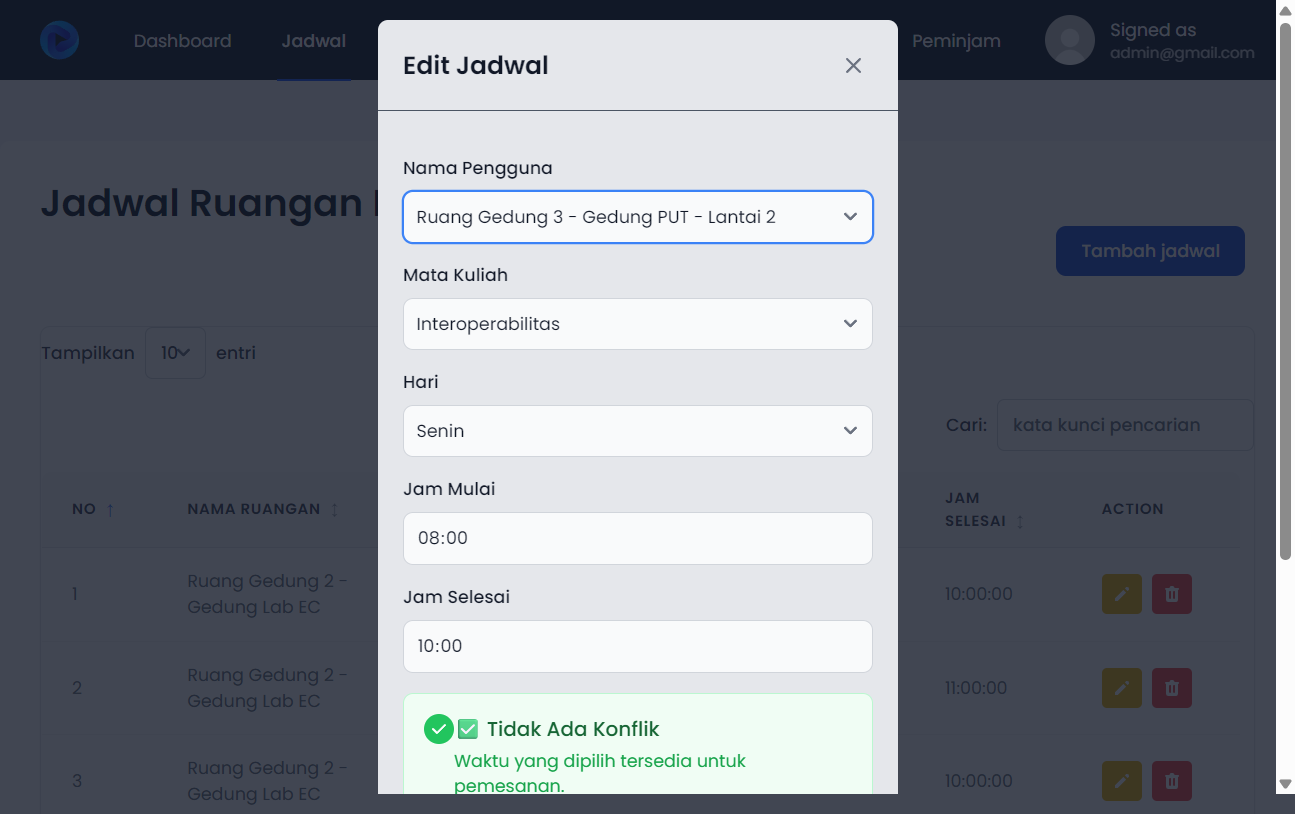 Dashboard
Jadwal
Peminjam
Signed as
admin@gmail.com
Edit Jadwal
Jadwal Ruangan
Tambah jadwal
Nama Pengguna
Ruang Gedung 3 - Gedung PUT - Lantai 2
Mata Kuliah
Interoperabilitas
Hari
Senin
Jam Mulai
08:00
Jam Selesai
10:00
✅ Tidak Ada Konflik
Waktu yang dipilih tersedia untuk
pemesanan.
Tampilkan 10 entri
Cari: kata kunci pencarian
NO ↑ NAMA RUANGAN ↕ JAM
SELESAI ↕ ACTION
1 Ruang Gedung 2 -
Gedung Lab EC 10:00:00
2 Ruang Gedung 2 -
Gedung Lab EC 11:00:00
3 Ruang Gedung 2 -
Gedung Lab EC 10:00:00